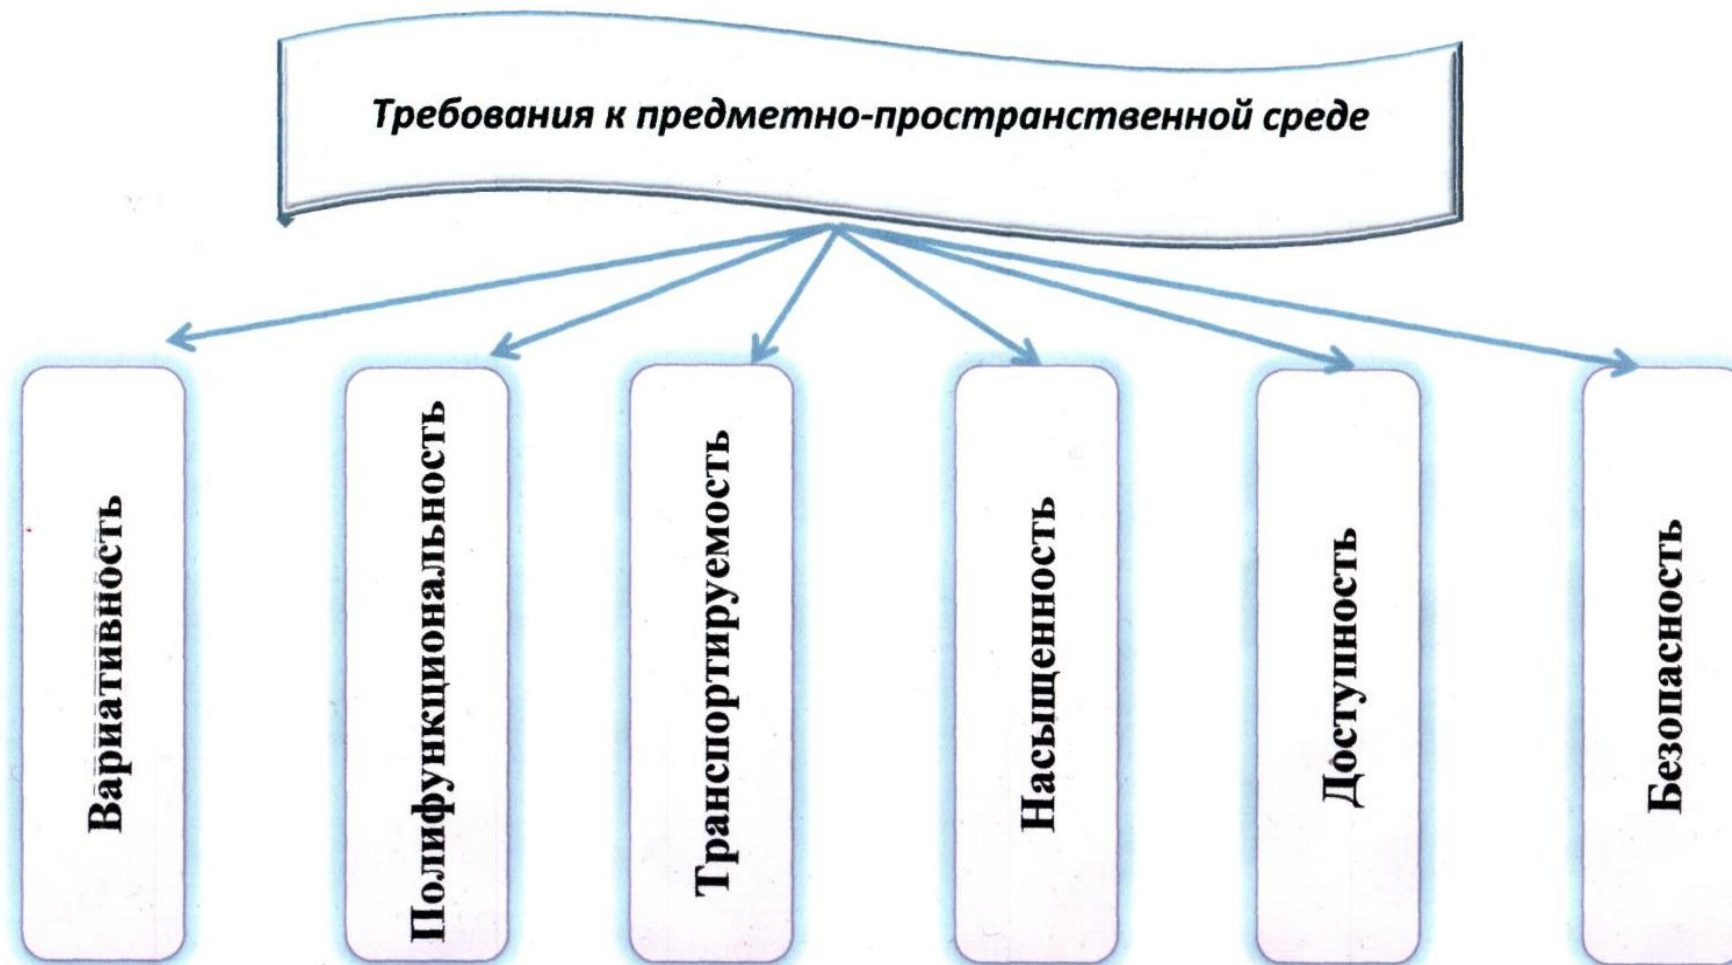 Требования к предметно-пространственной среде
Вариативность
Полифункциональность
Транспортируемость
Насыщенность
Доступность
Безопасность